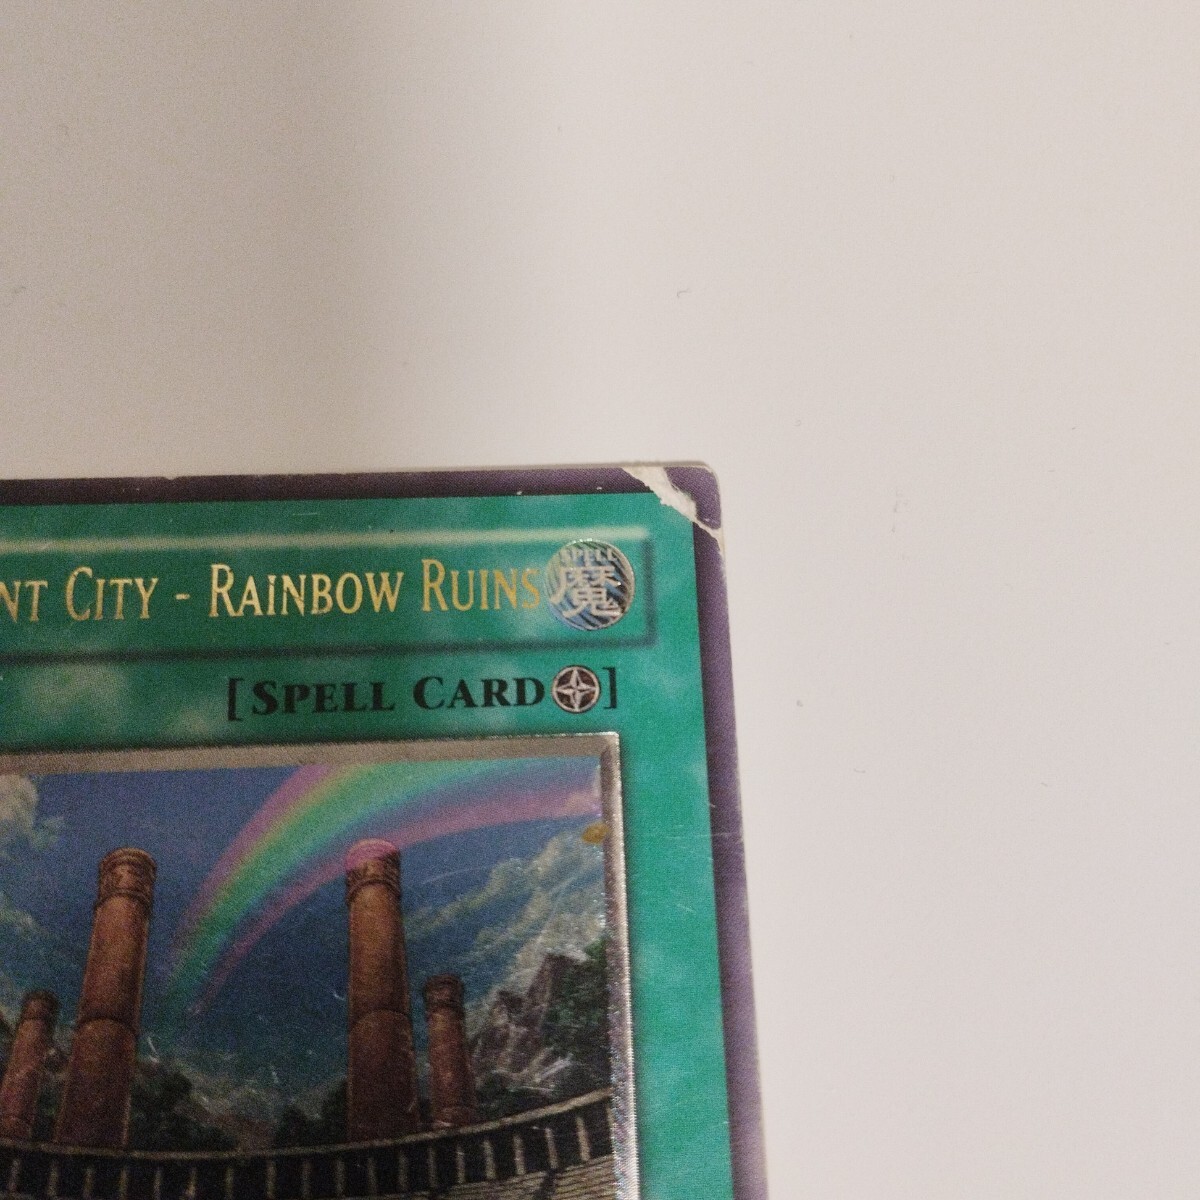 NT CITY - RAINBOW RUINS
SPELL
魔
[SPELL CARD]